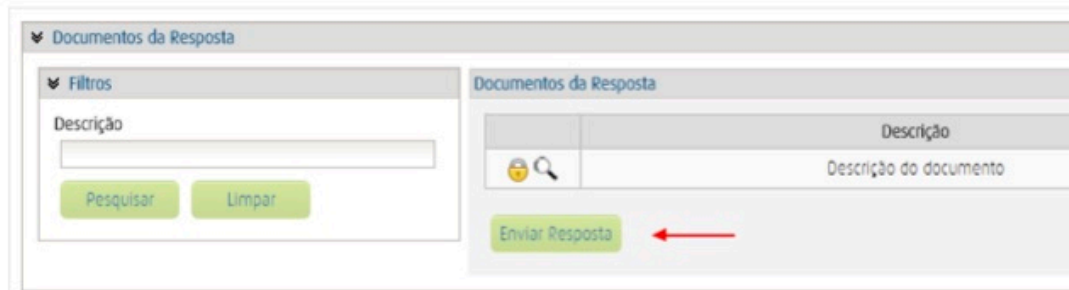 Documentos da Resposta
Filtros
Descrição
Pesquisar Limpar
Documentos da Resposta
Descrição
Descrição do documento
Enviar Resposta